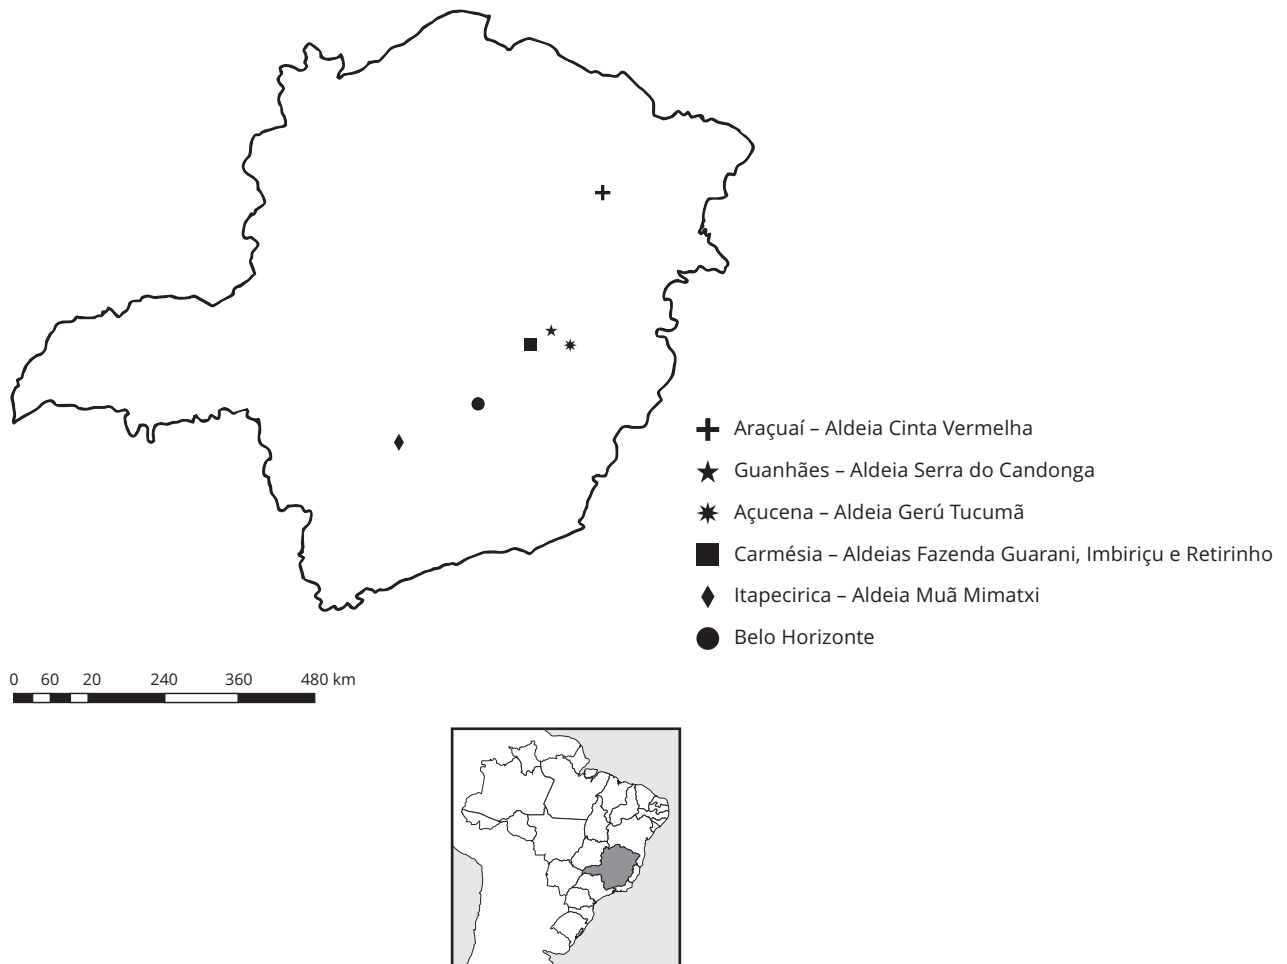 Araçuaí – Aldeia Cinta Vermelha
Guanhães – Aldeia Serra do Candonga
Açucena – Aldeia Gerú Tucumã
Carmésia – Aldeias Fazenda Guarani, Imbiriçu e Retirinho
Itapecirica – Aldeia Muã Mimatxi
Belo Horizonte
0 60 20 240 360 480 km